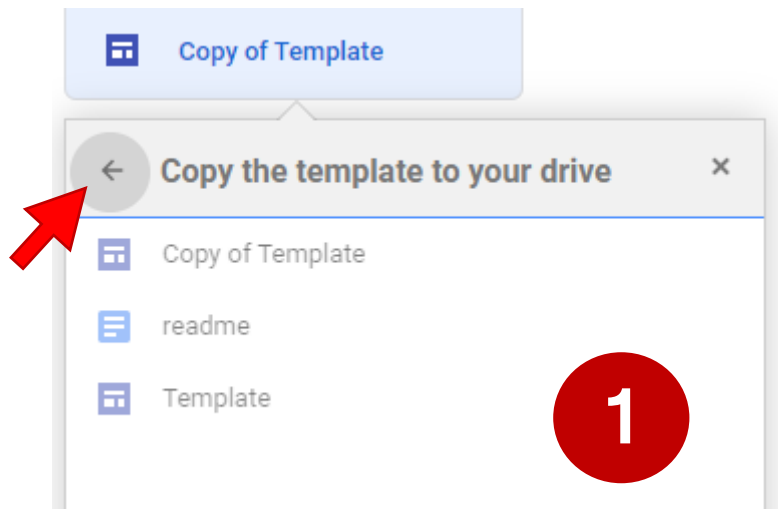 Copy of Template
Copy the template to your drive
Copy of Template
readme
Template
1